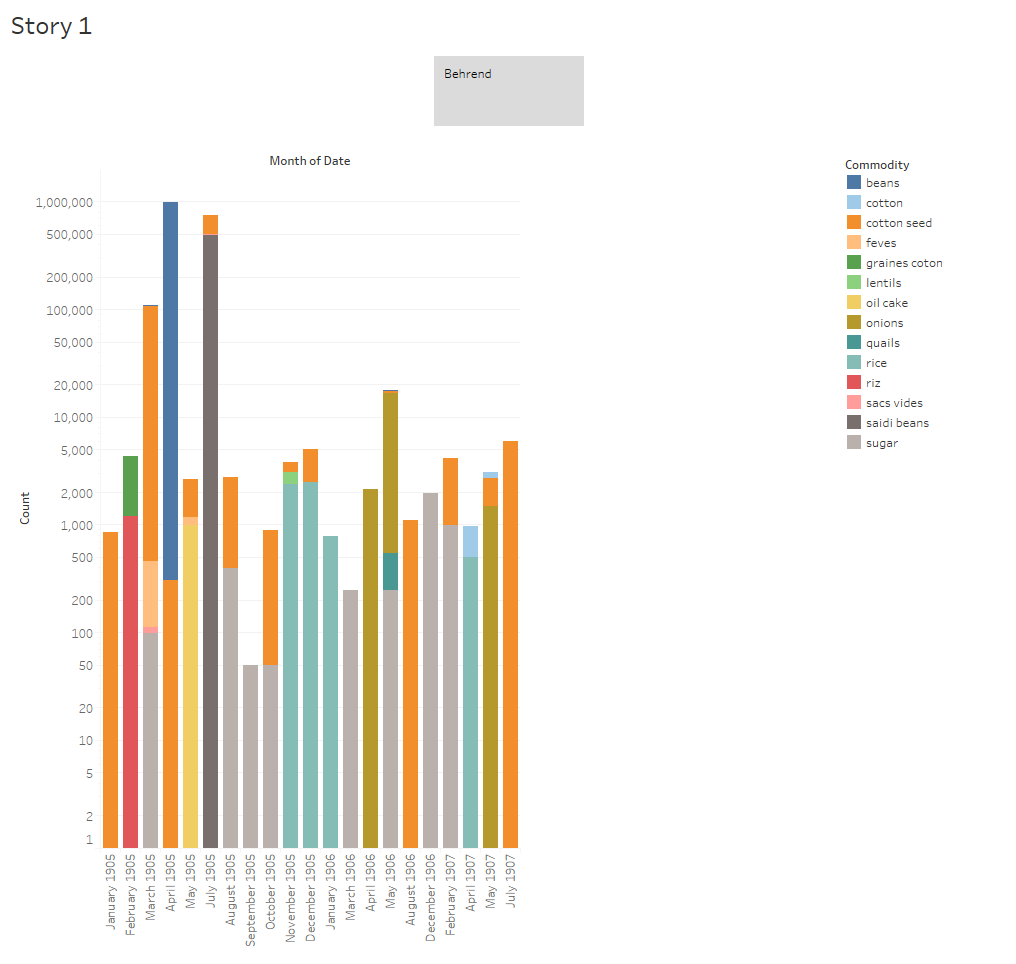 Story 1
Behrend
Month of Date
Commodity
beans
cotton
cotton seed
feves
graines coton
lentils
oil cake
onions
quails
rice
riz
sacs vides
saidi beans
sugar
Count
1,000,000
500,000
200,000
100,000
50,000
20,000
10,000
5,000
2,000
1,000
500
200
100
50
20
10
5
2
1
January 1905
February 1905
March 1905
April 1905
May 1905
July 1905
August 1905
September 1905
October 1905
November 1905
December 1905
January 1906
March 1906
April 1906
May 1906
August 1906
December 1906
February 1907
April 1907
May 1907
July 1907